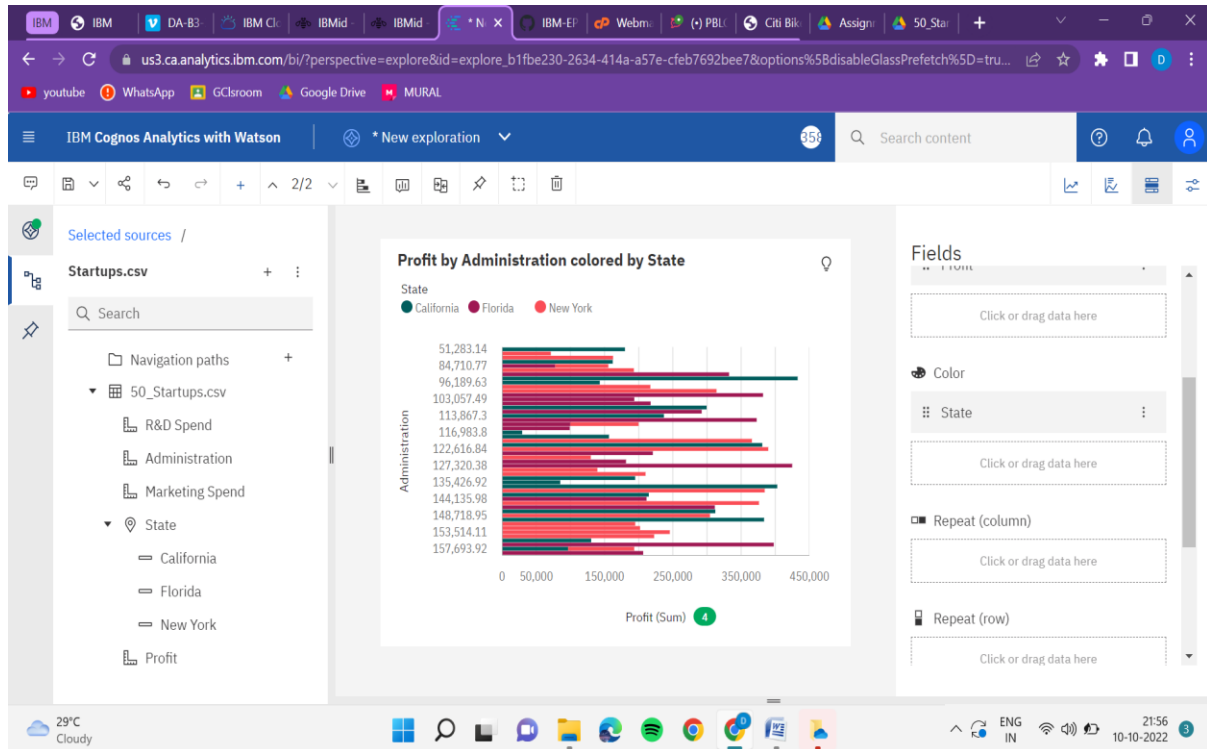 IBM IBM DA-B3- IBM Clo IBMid - IBMid - * N IBM-EP Webma (•) PBL Citi Bik Assignr 50_Star
us3.ca.analytics.ibm.com/bi/?perspective=explore&id=explore_b1fbe230-2634-414a-a57e-cfeb7692bee7&options%5BdisableGlassPrefetch%5D=tru...
youtube WhatsApp GClsroom Google Drive MURAL
IBM Cognos Analytics with Watson * New exploration 358 Search content
2/2
Selected sources /
Startups.csv
Search
Navigation paths
50_Startups.csv
R&D Spend
Administration
Marketing Spend
State
California
Florida
New York
Profit
Profit by Administration colored by State
State
California Florida New York
Administration
51,283.14
84,710.77
96,189.63
103,057.49
113,867.3
116,983.8
122,616.84
127,320.38
135,426.92
144,135.98
148,718.95
153,514.11
157,693.92
0 50,000 150,000 250,000 350,000 450,000
Profit (Sum) 4
Fields
Profit
Click or drag data here
Color
State
Click or drag data here
Repeat (column)
Click or drag data here
Repeat (row)
Click or drag data here
29°C
Cloudy
ENG
IN
21:56
10-10-2022
3